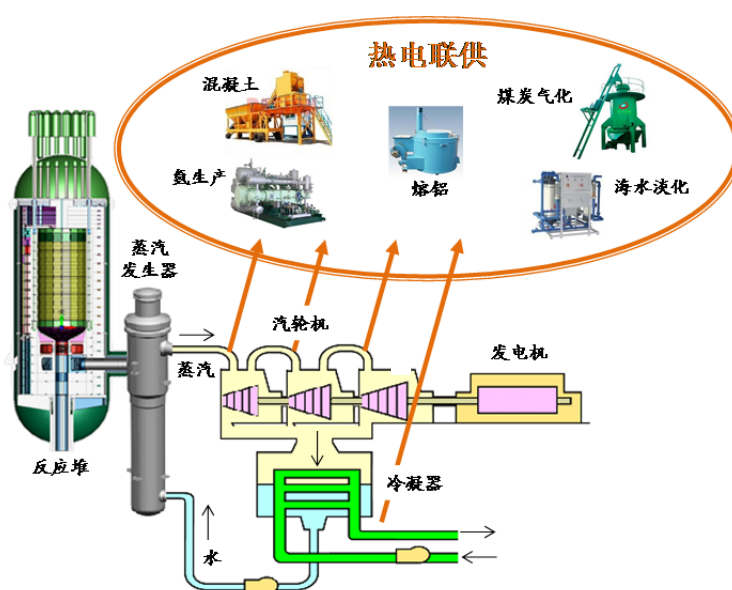 热电联供
混凝土
煤炭气化
氢生产
熔铝
海水淡化
蒸汽
发生器
汽轮机
蒸汽
发电机
反应堆
冷凝器
水